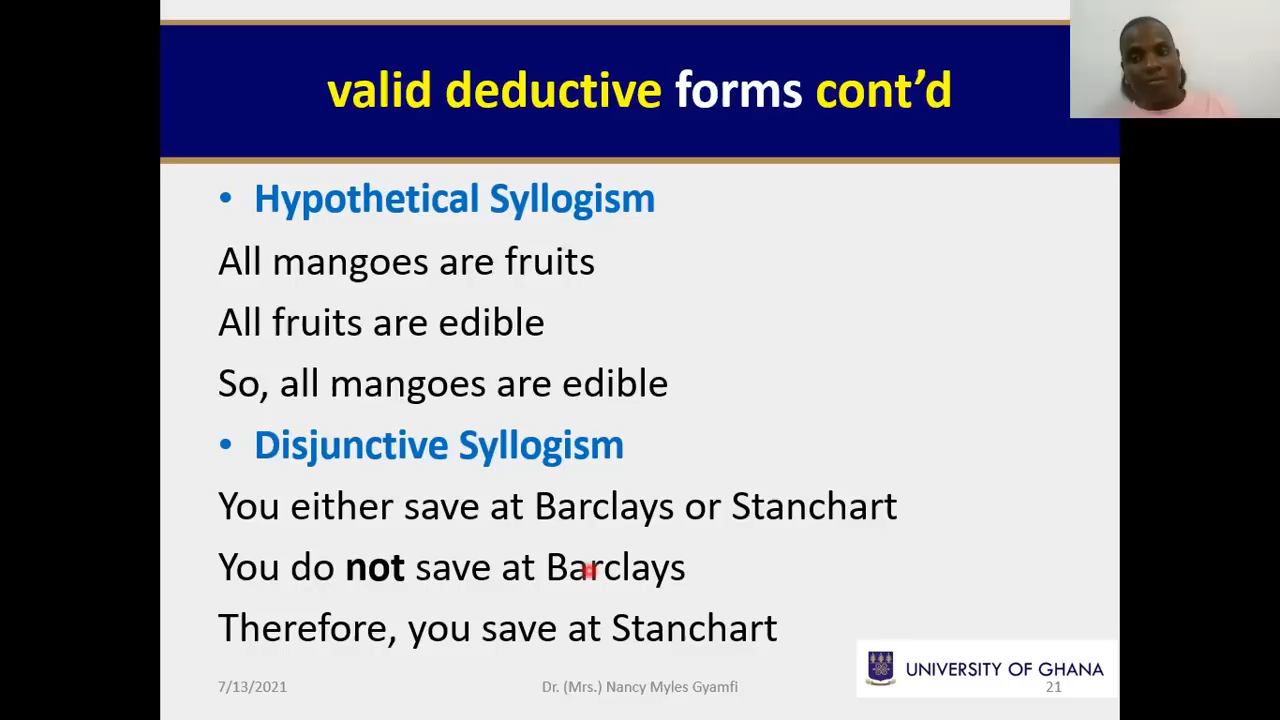 valid deductive forms cont’d
• Hypothetical Syllogism
All mangoes are fruits
All fruits are edible
So, all mangoes are edible
• Disjunctive Syllogism
You either save at Barclays or Stanchart
You do not save at Barclays
Therefore, you save at Stanchart
UNIVERSITY OF GHANA
7/13/2021 Dr. (Mrs.) Nancy Myles Gyamfi 21